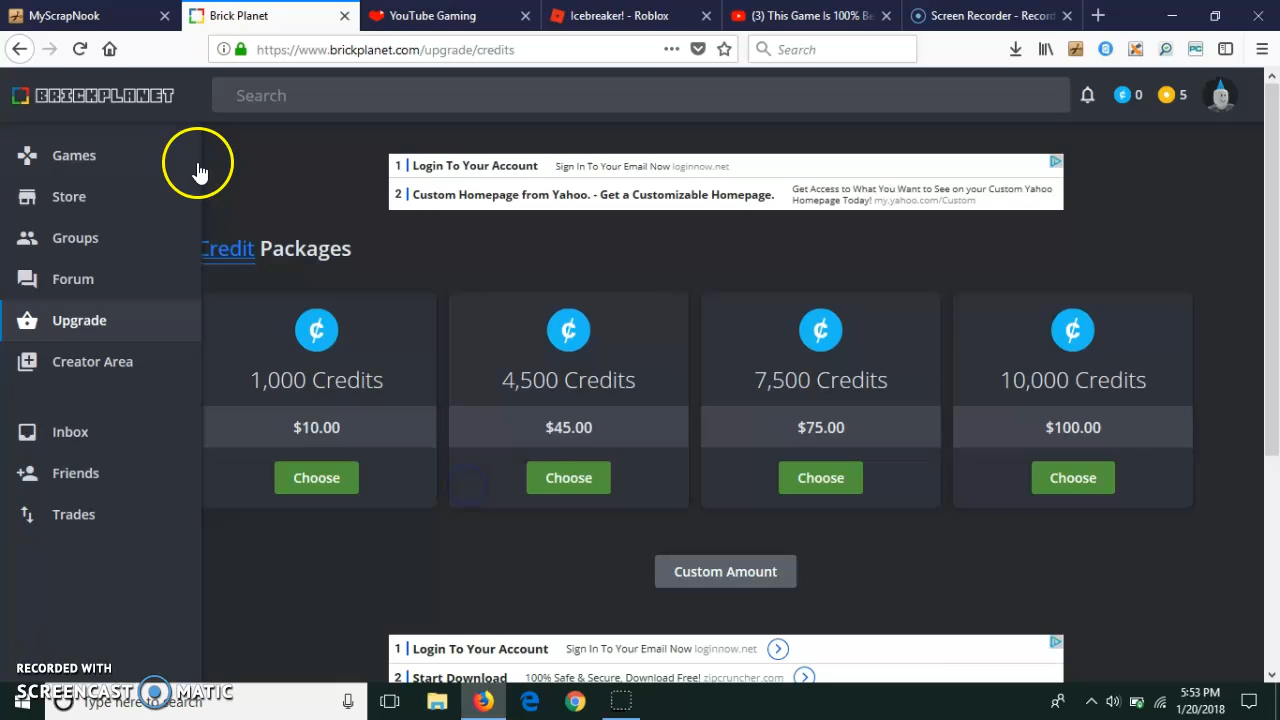 MyScrapNook
Brick Planet
YouTube Gaming
Icebreaker! - Roblox
(3) This Game Is 100% Be
Screen Recorder - Record
https://www.brickplanet.com/upgrade/credits
Search
BRICKPLANET
Search
0
5
Games
Store
Groups
Forum
Upgrade
Creator Area
Inbox
Friends
Trades
1 Login To Your Account Sign In To Your Email Now loginnow.net
2 Custom Homepage from Yahoo. - Get a Customizable Homepage. Get Access to What You Want to See on your Custom Yahoo
Homepage Today! my.yahoo.com/Custom
Credit Packages
1,000 Credits
$10.00
Choose
4,500 Credits
$45.00
Choose
7,500 Credits
$75.00
Choose
10,000 Credits
$100.00
Choose
Custom Amount
1 Login To Your Account Sign In To Your Email Now loginnow.net
2 Start Download 100% Safe & Secure. Download Free! zipcruncher.com
RECORDED WITH
SCREENCAST MATIC
Type here to search
5:53 PM
1/20/2018